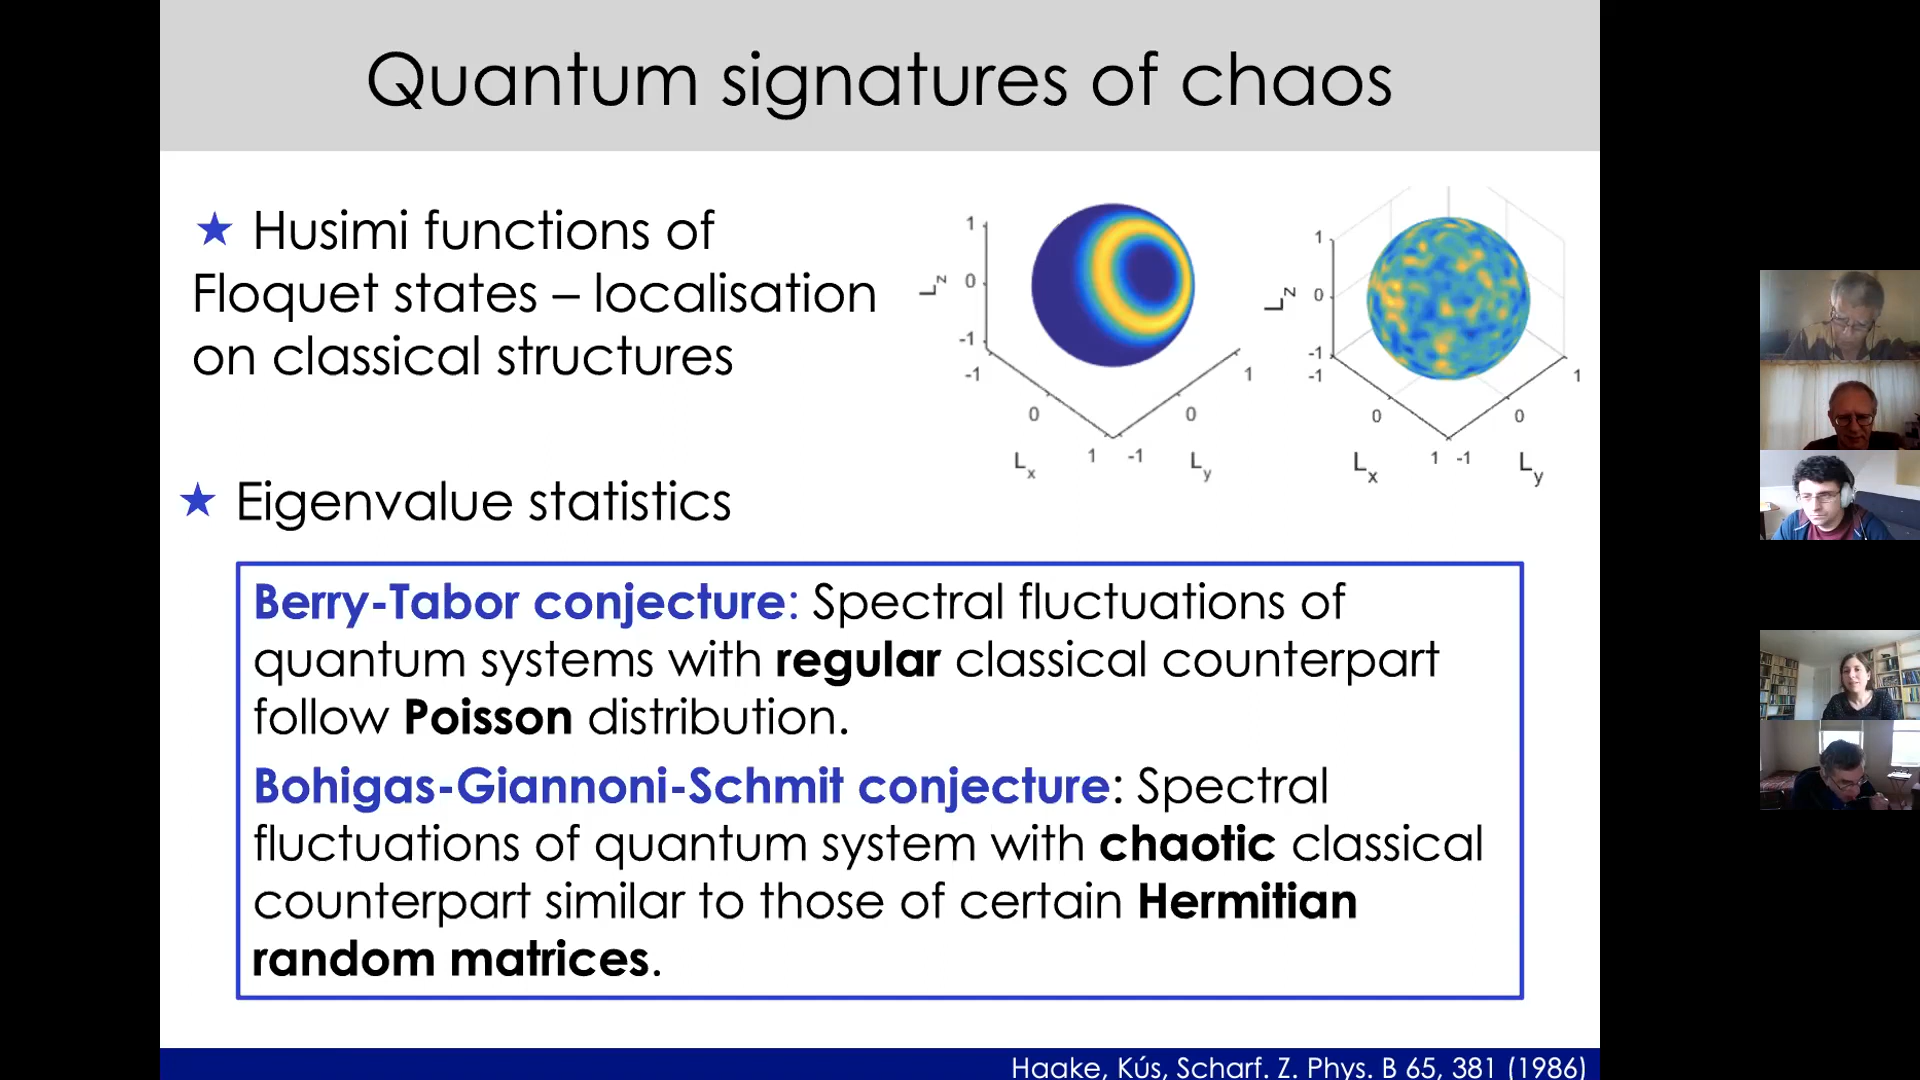 Quantum signatures of chaos
★ Husimi functions of
Floquet states – localisation
on classical structures
1
0
-1
L_z
-1
0
1
L_x
-1
0
1
L_y
1
0
-1
L_z
-1
0
1
L_x
-1
0
1
L_y
★ Eigenvalue statistics
Berry-Tabor conjecture: Spectral fluctuations of
quantum systems with regular classical counterpart
follow Poisson distribution.
Bohigas-Giannoni-Schmit conjecture: Spectral
fluctuations of quantum system with chaotic classical
counterpart similar to those of certain Hermitian
random matrices.
Haake, Kús, Scharf. Z. Phys. B 65, 381 (1986)